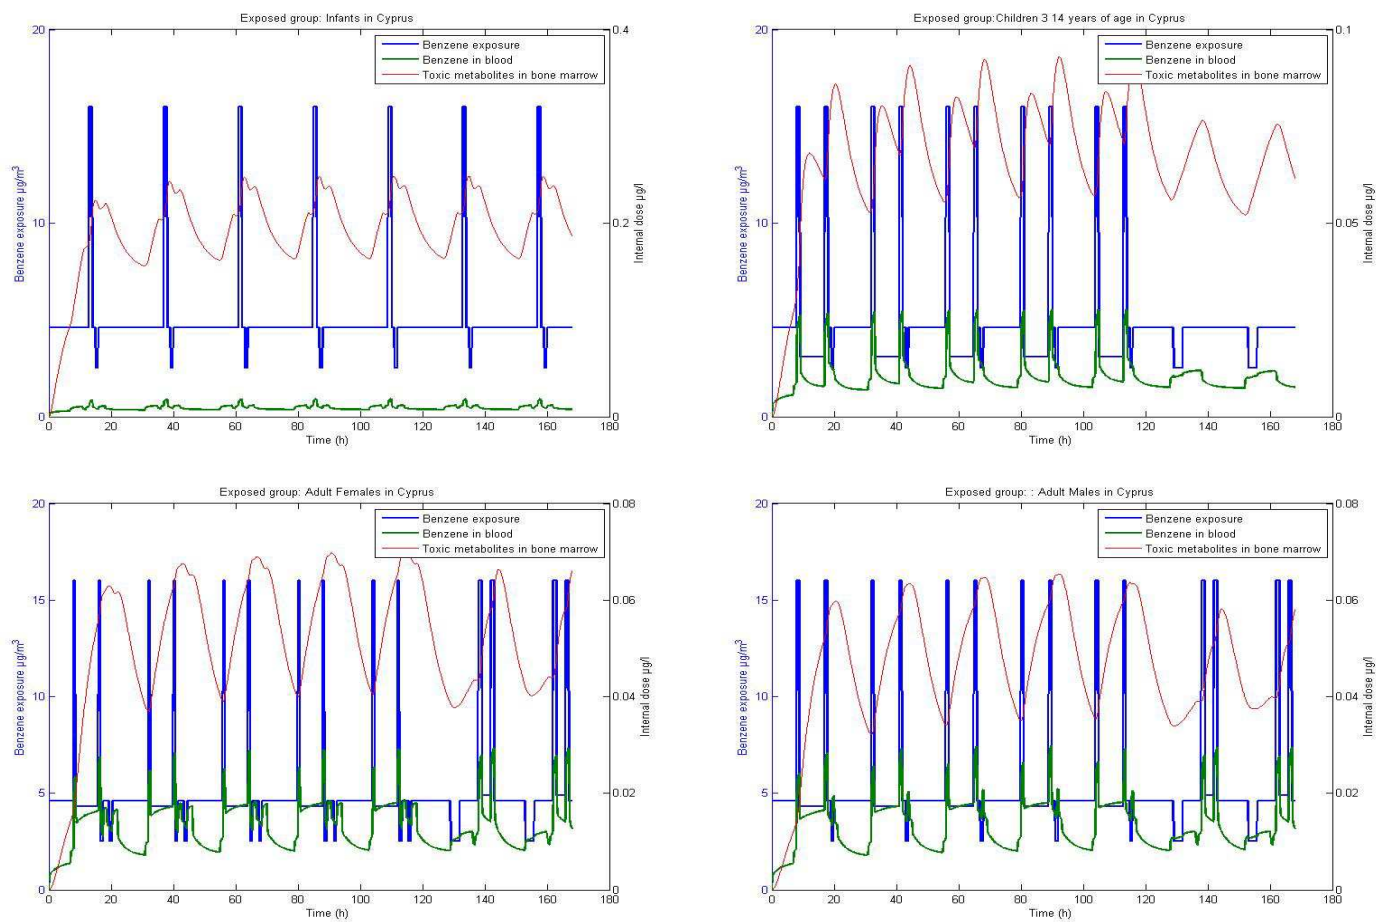 Exposed group: Infants in Cyprus
20
0.4
Benzene exposure
Benzene in blood
Toxic metabolites in bone marrow
Benzene exposure µg/m3
10
0.2
Internal dose µg/l
0
0
0 20 40 60 80 100 120 140 160 180
Time (h)
Exposed group:Children 3 14 years of age in Cyprus
20
0.1
Benzene exposure
Benzene in blood
Toxic metabolites in bone marrow
Benzene exposure µg/m3
10
0.05
Internal dose µg/l
0
0
0 20 40 60 80 100 120 140 160 180
Time (h)
Exposed group: Adult Females in Cyprus
20
0.08
Benzene exposure
Benzene in blood
Toxic metabolites in bone marrow
15
0.06
Benzene exposure µg/m3
10
0.04
Internal dose µg/l
5
0.02
0
0
0 20 40 60 80 100 120 140 160 180
Time (h)
Exposed group: : Adult Males in Cyprus
20
0.08
Benzene exposure
Benzene in blood
Toxic metabolites in bone marrow
15
0.06
Benzene exposure µg/m3
10
0.04
Internal dose µg/l
5
0.02
0
0
0 20 40 60 80 100 120 140 160 180
Time (h)